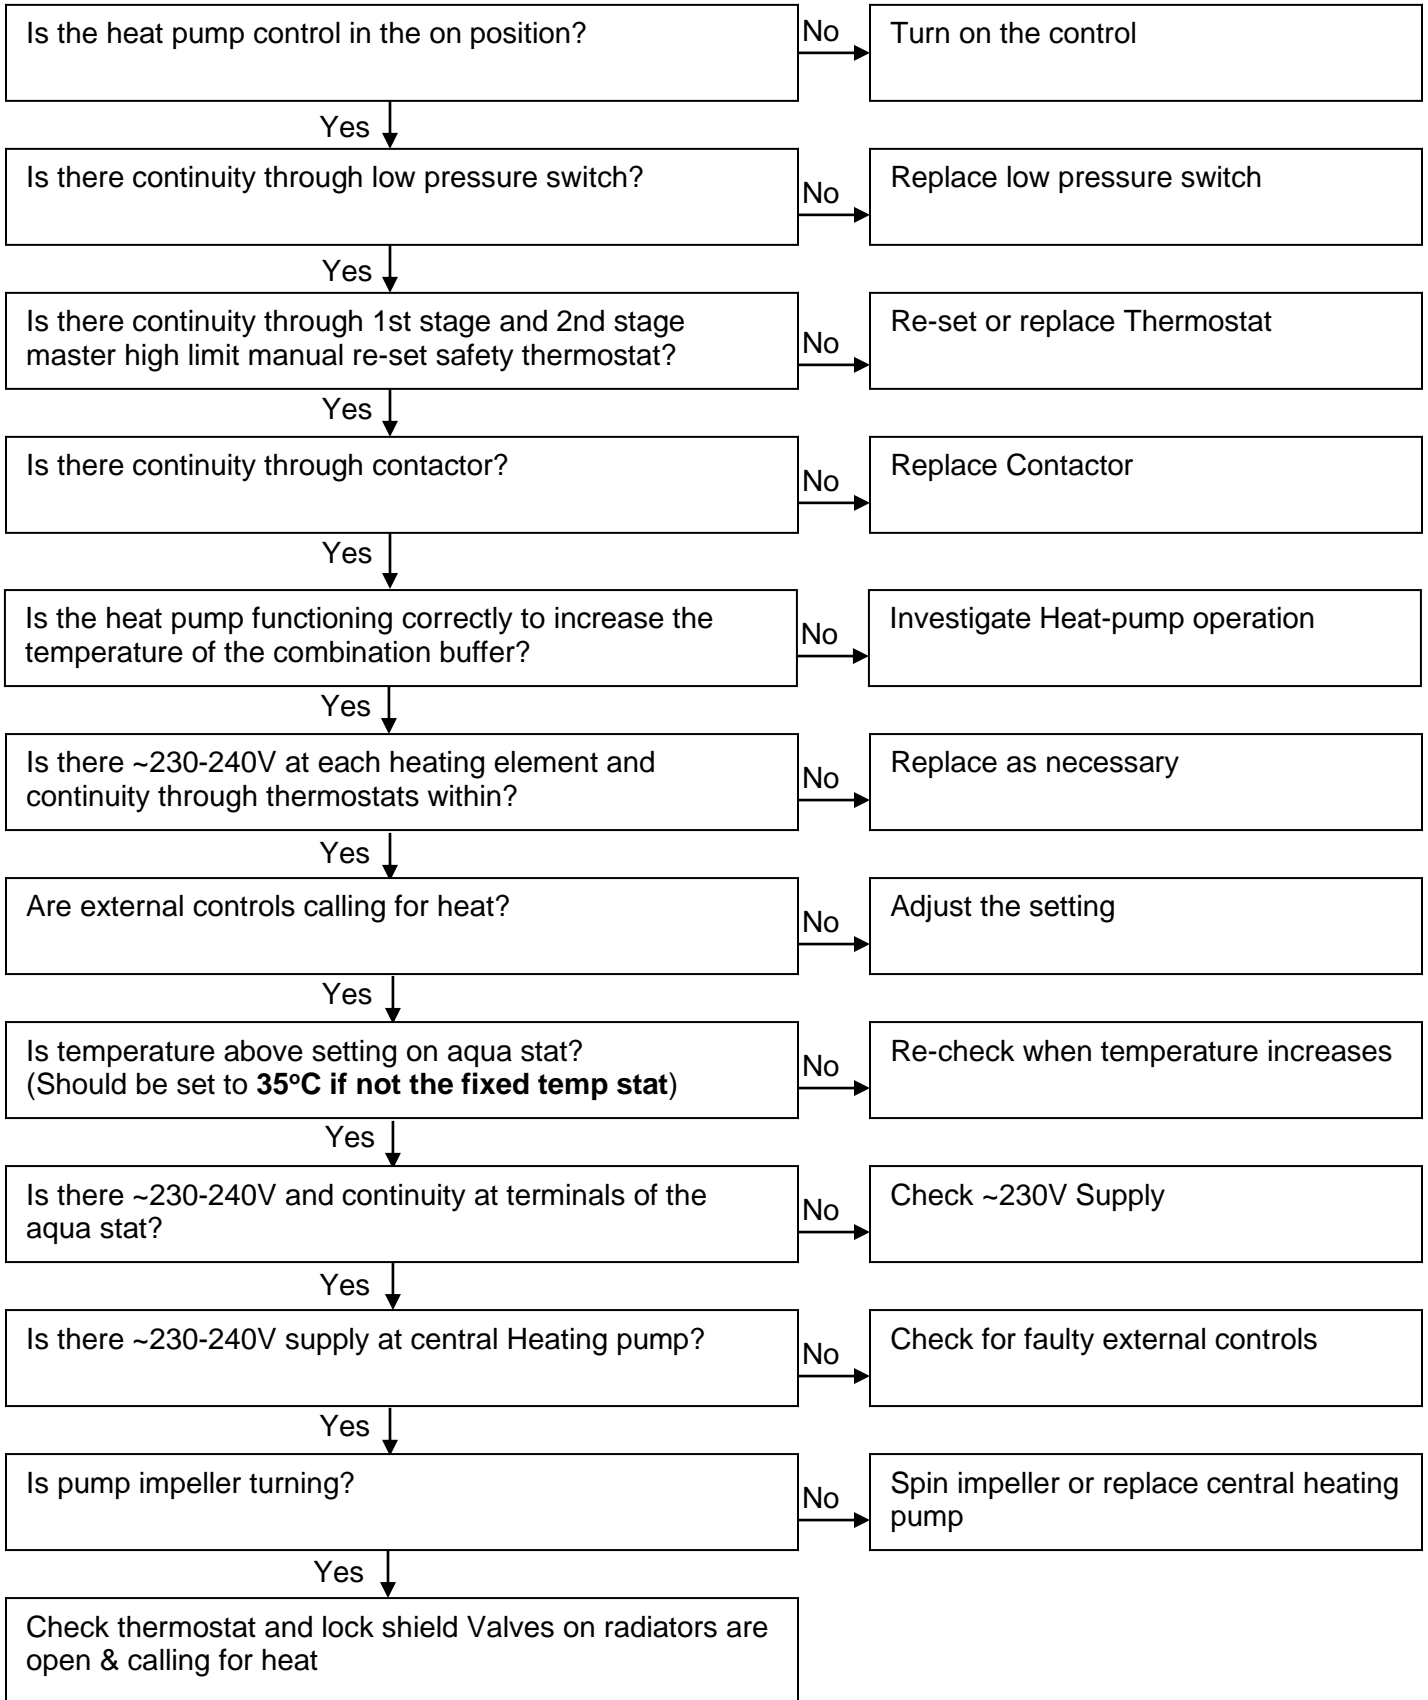 Is the heat pump control in the on position?
No
Turn on the control
Yes
Is there continuity through low pressure switch?
No
Replace low pressure switch
Yes
Is there continuity through 1st stage and 2nd stage
master high limit manual re-set safety thermostat?
No
Re-set or replace Thermostat
Yes
Is there continuity through contactor?
No
Replace Contactor
Yes
Is the heat pump functioning correctly to increase the
temperature of the combination buffer?
No
Investigate Heat-pump operation
Yes
Is there ~230-240V at each heating element and
continuity through thermostats within?
No
Replace as necessary
Yes
Are external controls calling for heat?
No
Adjust the setting
Yes
Is temperature above setting on aqua stat?
(Should be set to 35°C if not the fixed temp stat)
No
Re-check when temperature increases
Yes
Is there ~230-240V and continuity at terminals of the
aqua stat?
No
Check ~230V Supply
Yes
Is there ~230-240V supply at central Heating pump?
No
Check for faulty external controls
Yes
Is pump impeller turning?
No
Spin impeller or replace central heating
pump
Yes
Check thermostat and lock shield Valves on radiators are
open & calling for heat